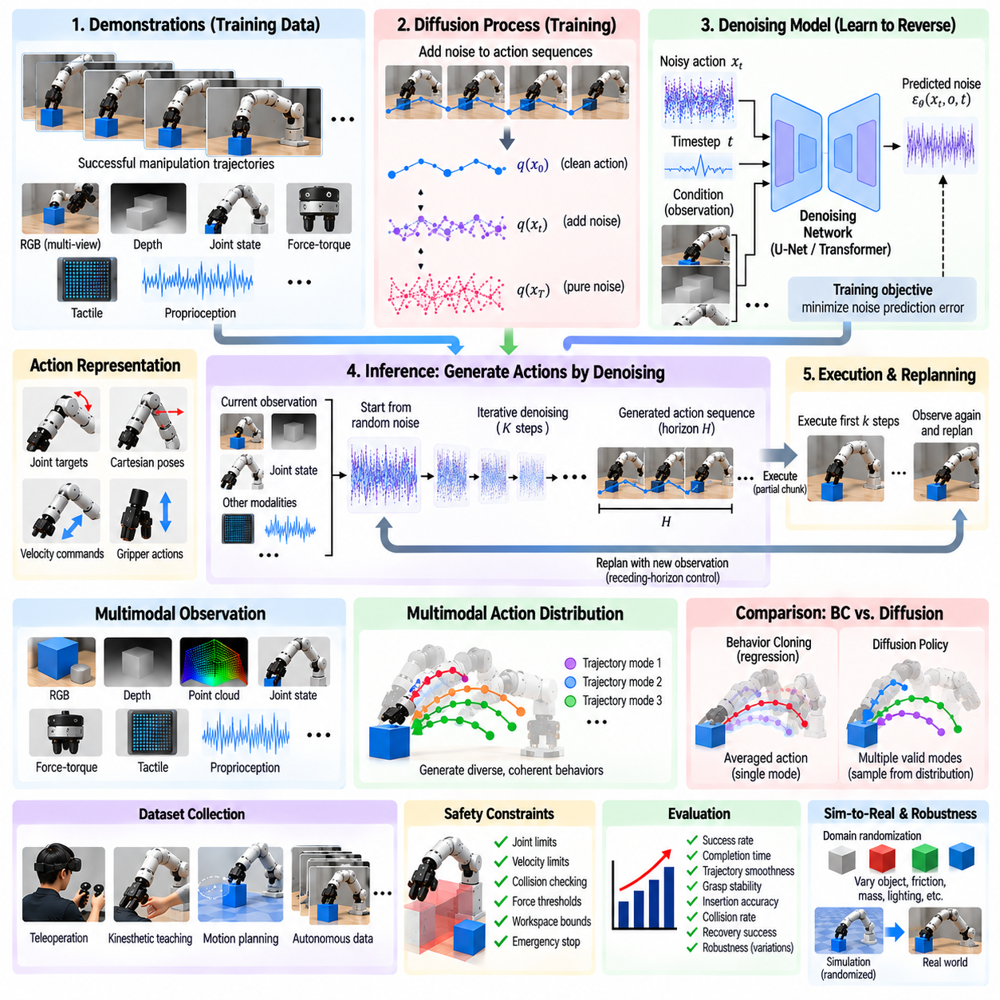 1. Demonstrations (Training Data)
Successful manipulation trajectories
RGB (multi-view)
Depth
Joint state
Force-torque
Tactile
Proprioception
2. Diffusion Process (Training)
Add noise to action sequences
q(x₀) (clean action)
q(xₜ) (add noise)
q(x_T) (pure noise)
3. Denoising Model (Learn to Reverse)
Noisy action xₜ
Timestep t
Condition
(observation)
Predicted noise
εθ(xₜ, o, t)
Denoising
Network
(U-Net / Transformer)
Training objective
minimize noise prediction error
Action Representation
Joint targets
Cartesian poses
Velocity commands
Gripper actions
4. Inference: Generate Actions by Denoising
Current observation
Joint state
Other modalities
Start from
random noise
Iterative denoising
(K steps)
Generated action sequence
(horizon H)
H
Execute
(partial chunk)
Replan with new observation
(receding-horizon control)
5. Execution & Replanning
Execute first k steps
Observe again
and replan
Multimodal Observation
RGB
Depth
Point cloud
Joint state
Force-torque
Tactile
Proprioception
Multimodal Action Distribution
Trajectory mode 1
Trajectory mode 2
Trajectory mode 3
Generate diverse, coherent behaviors
Comparison: BC vs. Diffusion
Behavior Cloning
(regression)
Averaged action
(single mode)
Diffusion Policy
Multiple valid modes
(sample from distribution)
Dataset Collection
Teleoperation
Kinesthetic teaching
Motion planning
Autonomous data
Safety Constraints
Joint limits
Velocity limits
Collision checking
Force thresholds
Workspace bounds
Emergency stop
Evaluation
Success rate
Completion time
Trajectory smoothness
Grasp stability
Insertion accuracy
Collision rate
Recovery success
Robustness (variations)
Sim-to-Real & Robustness
Domain randomization
Vary object, friction,
mass, lighting, etc.
Simulation
(randomized)
Real world